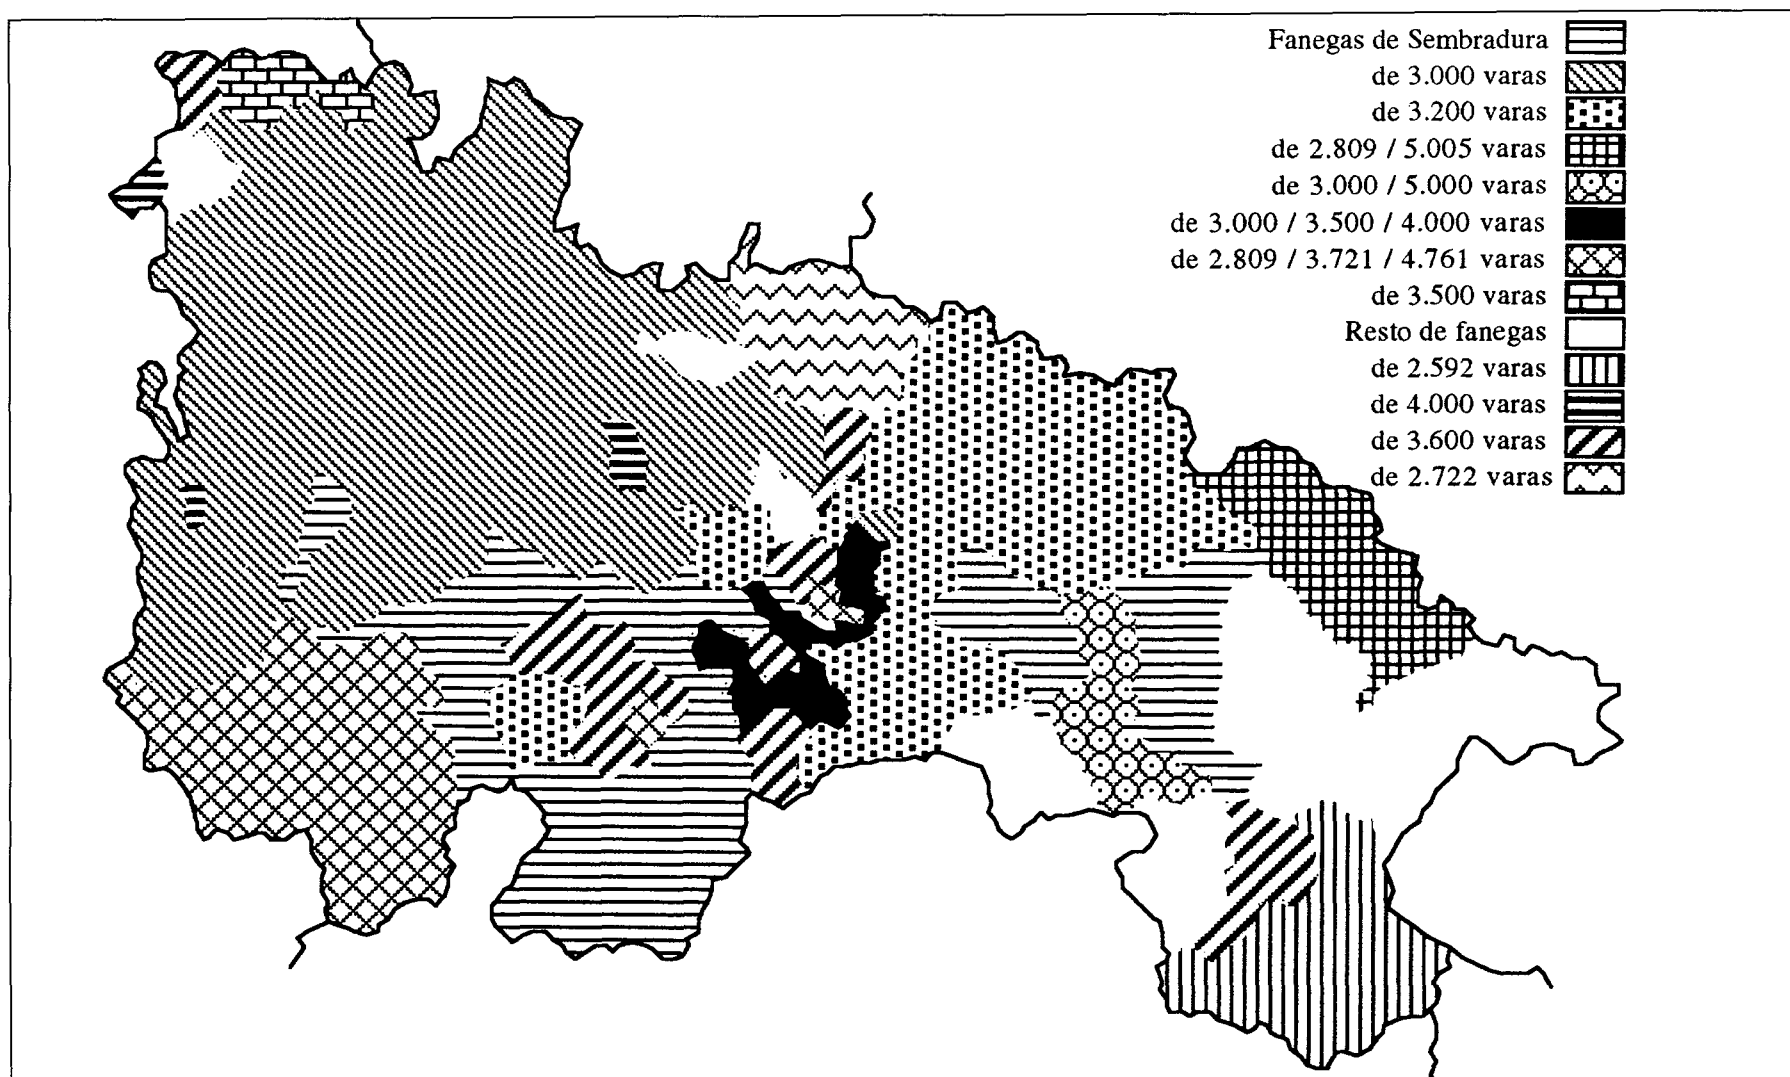 Fanegas de Sembradura
de 3.000 varas
de 3.200 varas
de 2.809 / 5.005 varas
de 3.000 / 5.000 varas
de 3.000 / 3.500 / 4.000 varas
de 2.809 / 3.721 / 4.761 varas
de 3.500 varas
Resto de fanegas
de 2.592 varas
de 4.000 varas
de 3.600 varas
de 2.722 varas